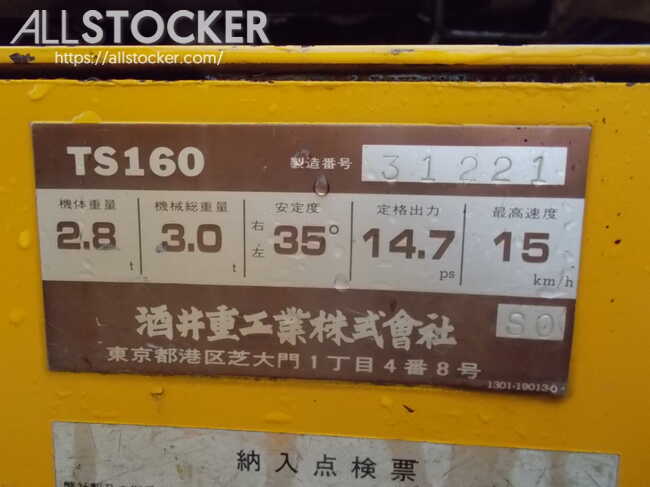 ALLSTOCKER
https://allstocker.com/
TS160 製造番号 31221
機体重量 機械総重量 安定度 定格出力 最高速度
2.8 t 3.0 t 右左 35° 14.7 ps 15 km/h
酒井重工業株式會社 S0
東京都港区芝大門1丁目4番8号
1301-19013-0
納入点検票